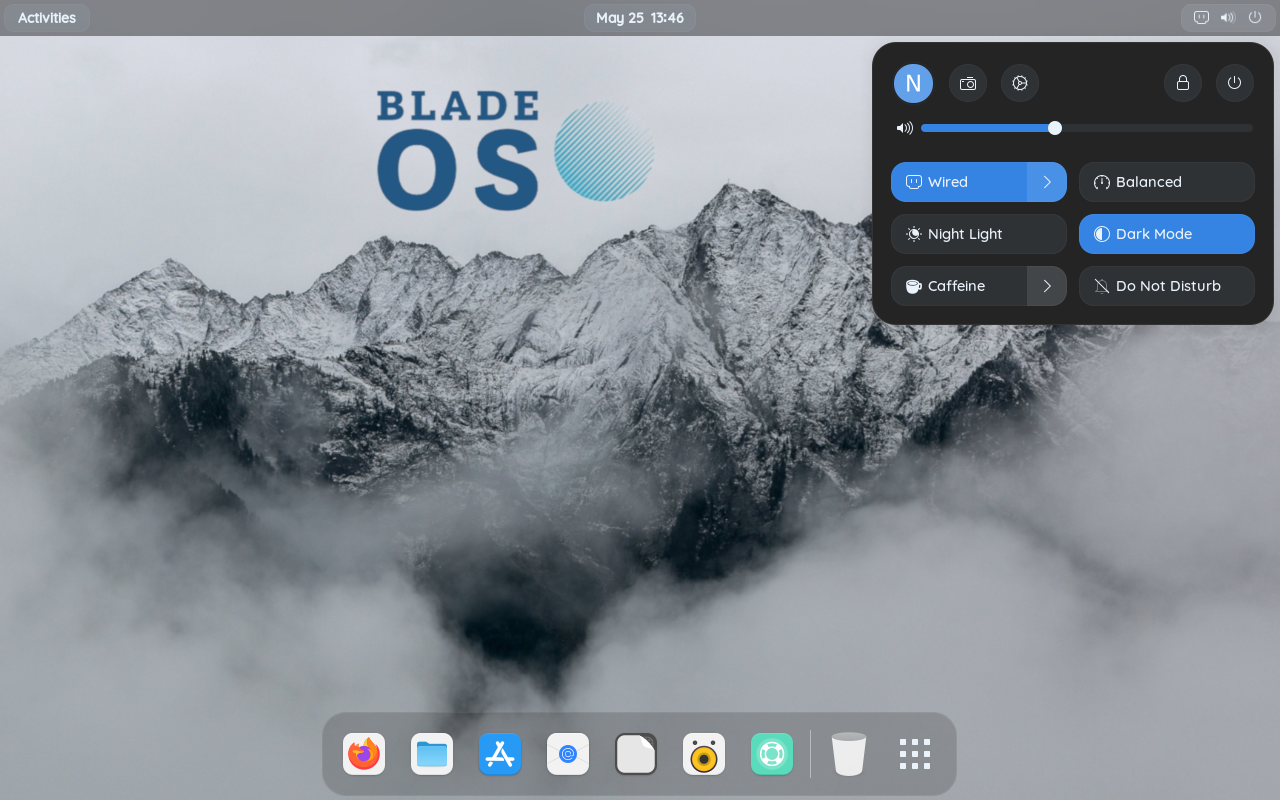 Activities
May 25 13:46
BLADE
OS
N
Wired
Balanced
Night Light
Dark Mode
Caffeine
Do Not Disturb